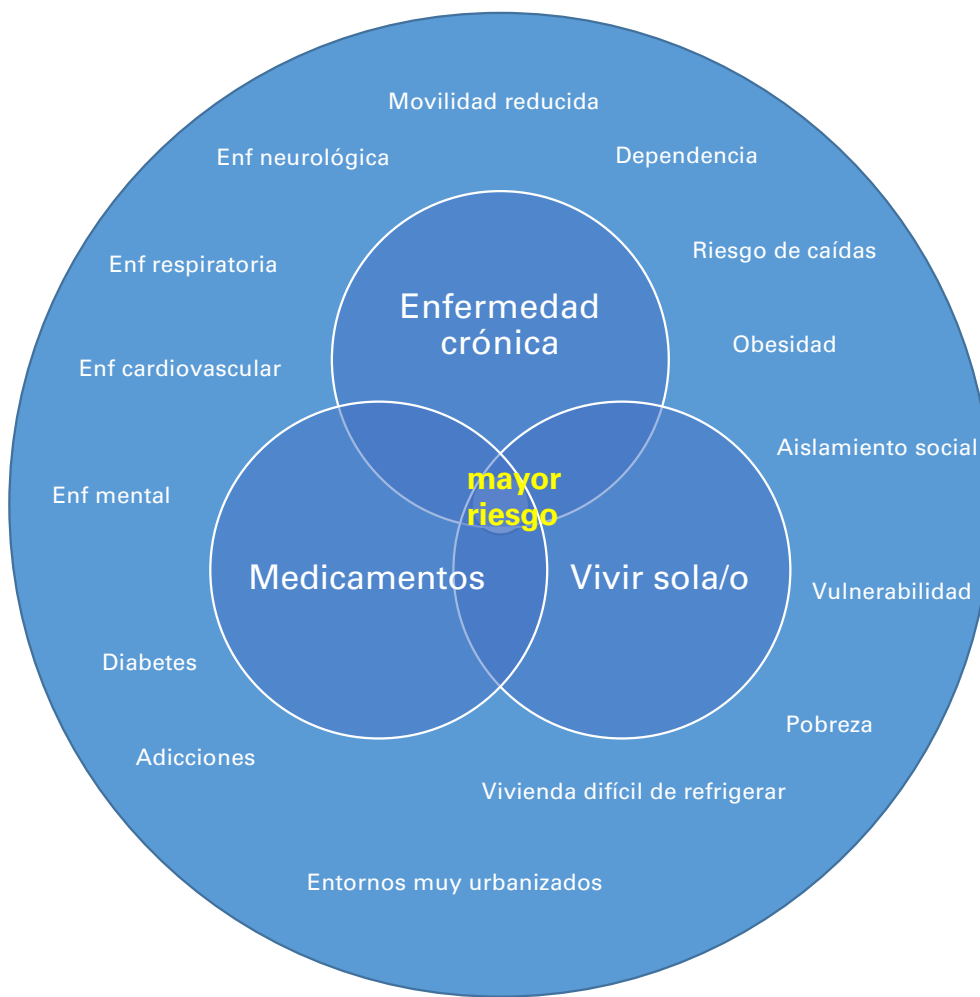 Movilidad reducida
Enf neurológica
Dependencia
Riesgo de caídas
Enf respiratoria
Enfermedad
crónica
Obesidad
Enf cardiovascular
Aislamiento social
mayor
riesgo
Enf mental
Medicamentos
Vivir sola/o
Vulnerabilidad
Diabetes
Pobreza
Adicciones
Vivienda difícil de refrigerar
Entornos muy urbanizados